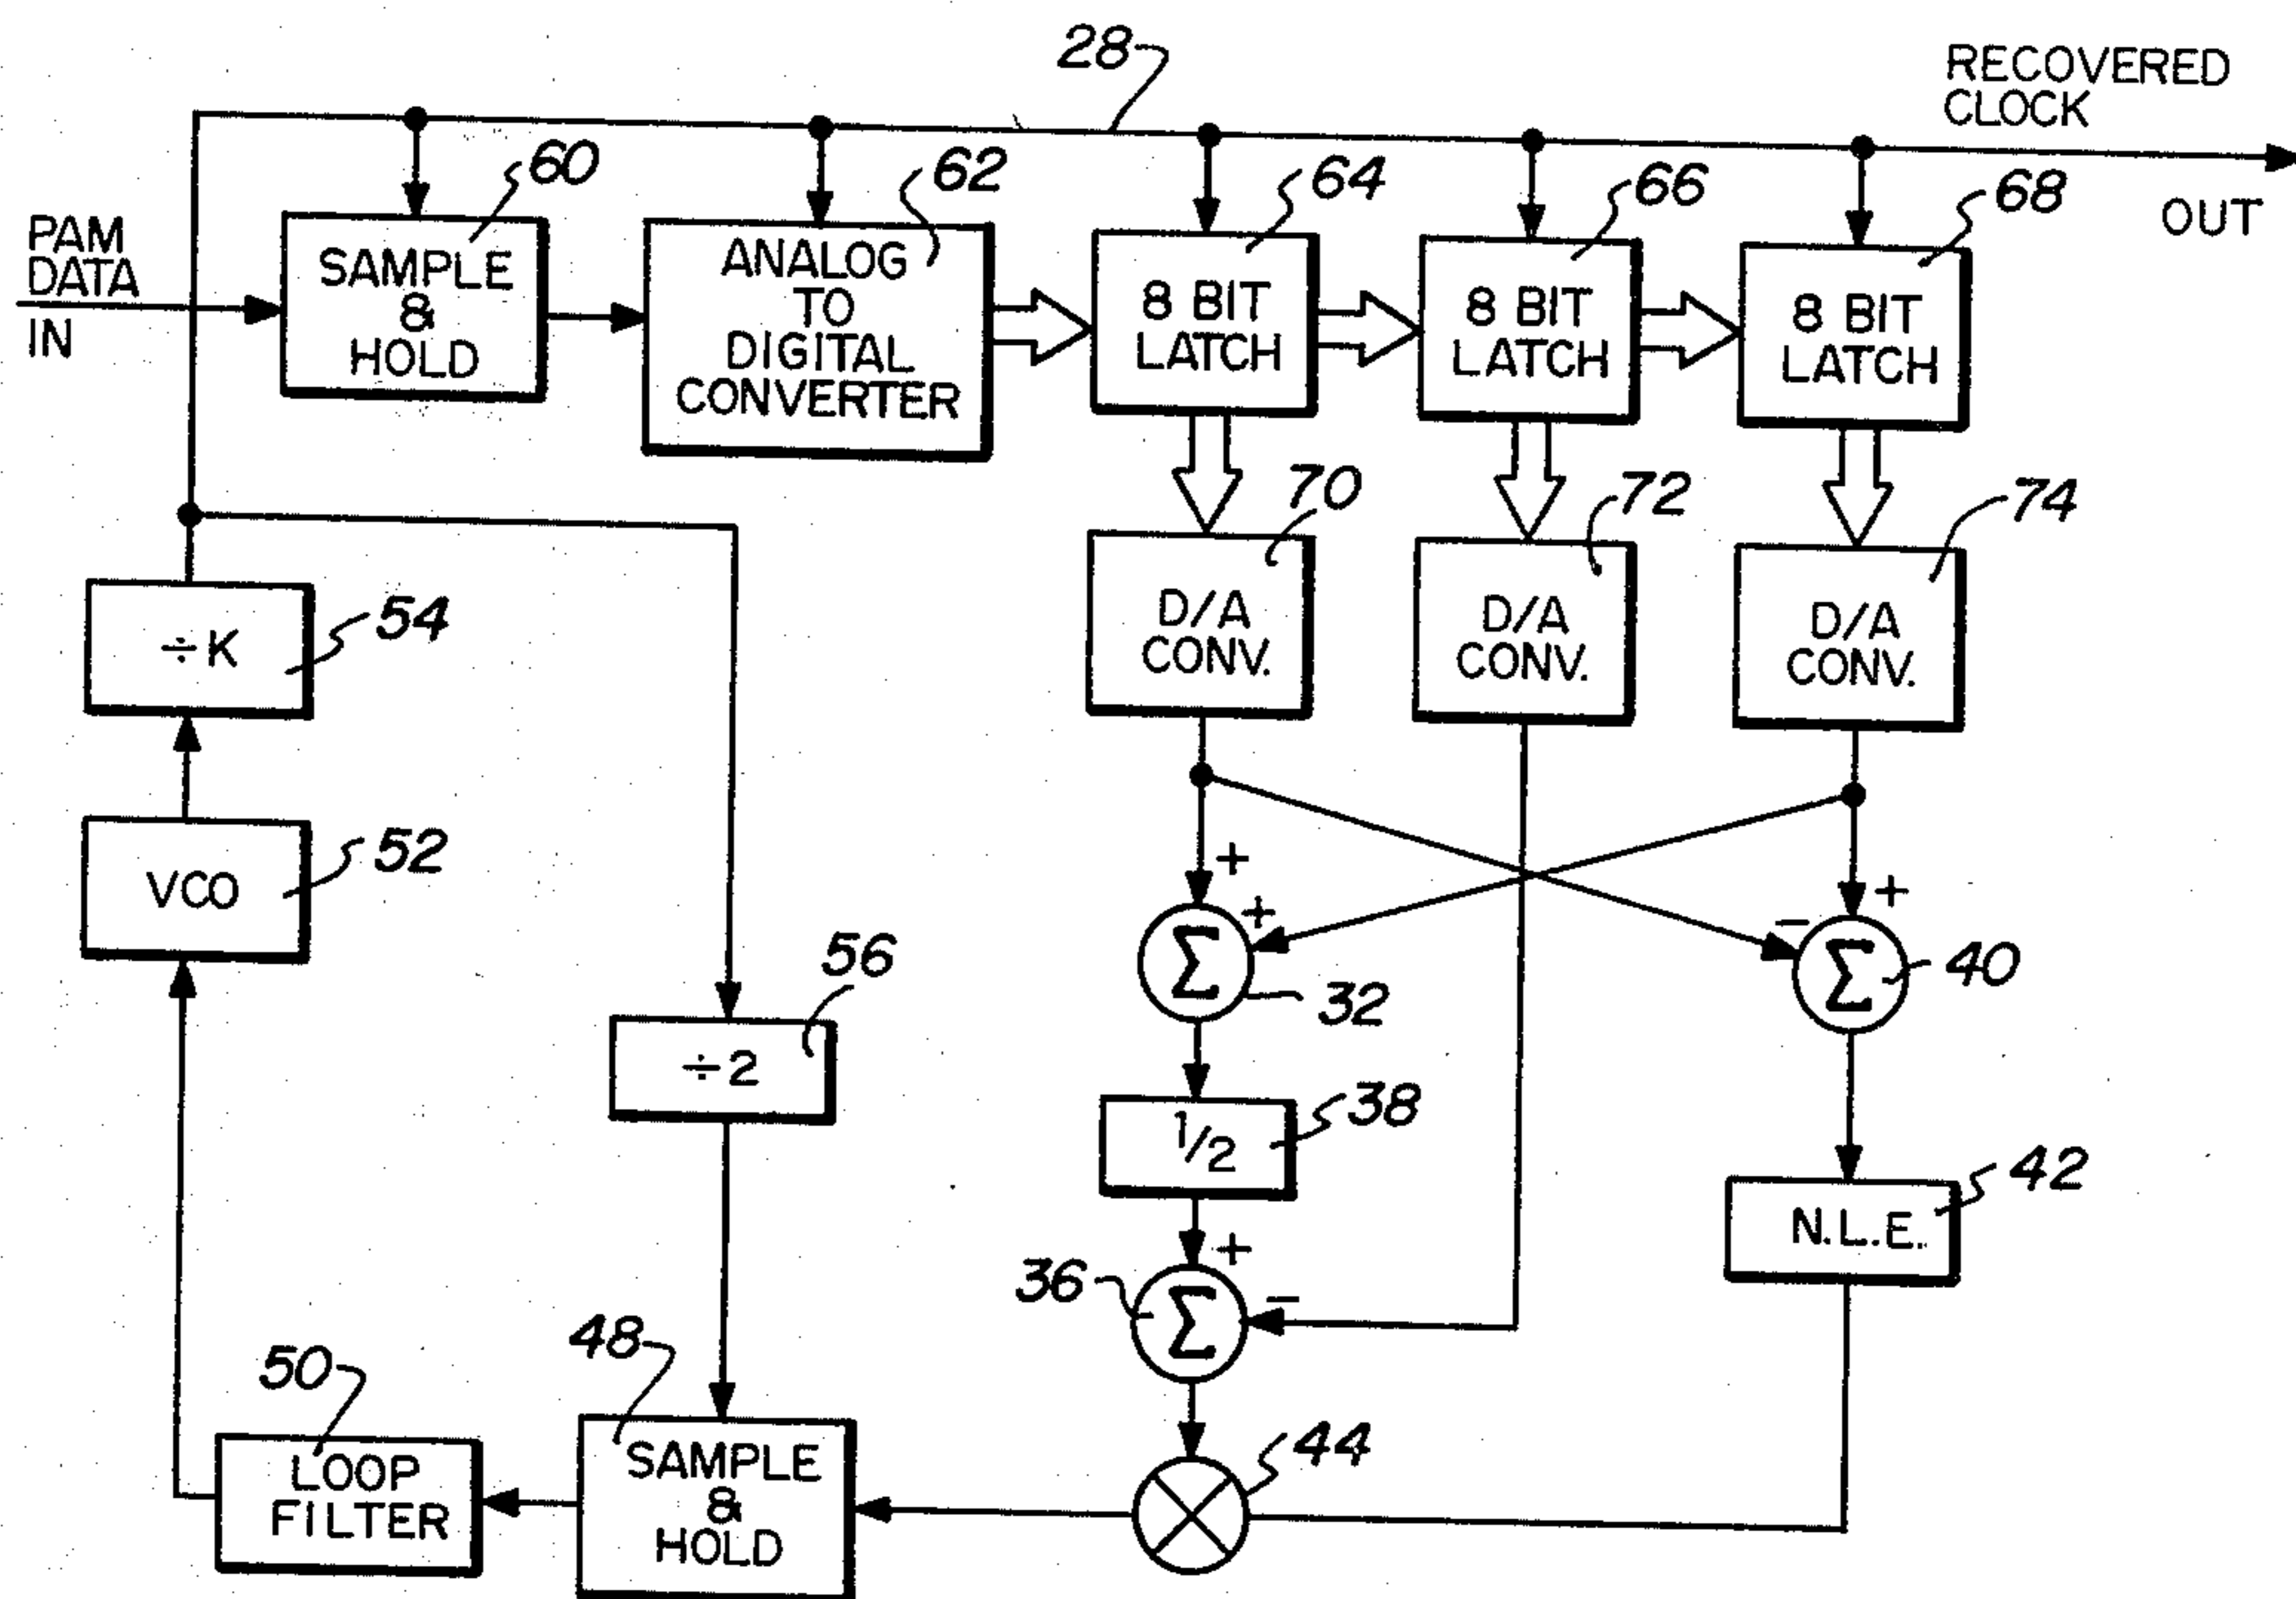 28
RECOVERED
CLOCK
OUT
60
62
64
66
68
PAM
DATA
IN
SAMPLE
&
HOLD
ANALOG
TO
DIGITAL
CONVERTER
8 BIT
LATCH
8 BIT
LATCH
8 BIT
LATCH
70
72
74
÷K
54
D/A
CONV.
D/A
CONV.
D/A
CONV.
VCO
52
+
+
−
+
Σ
32
Σ
40
56
÷2
1/2
38
42
N.L.E.
36
+
−
Σ
50
48
44
LOOP
FILTER
SAMPLE
&
HOLD